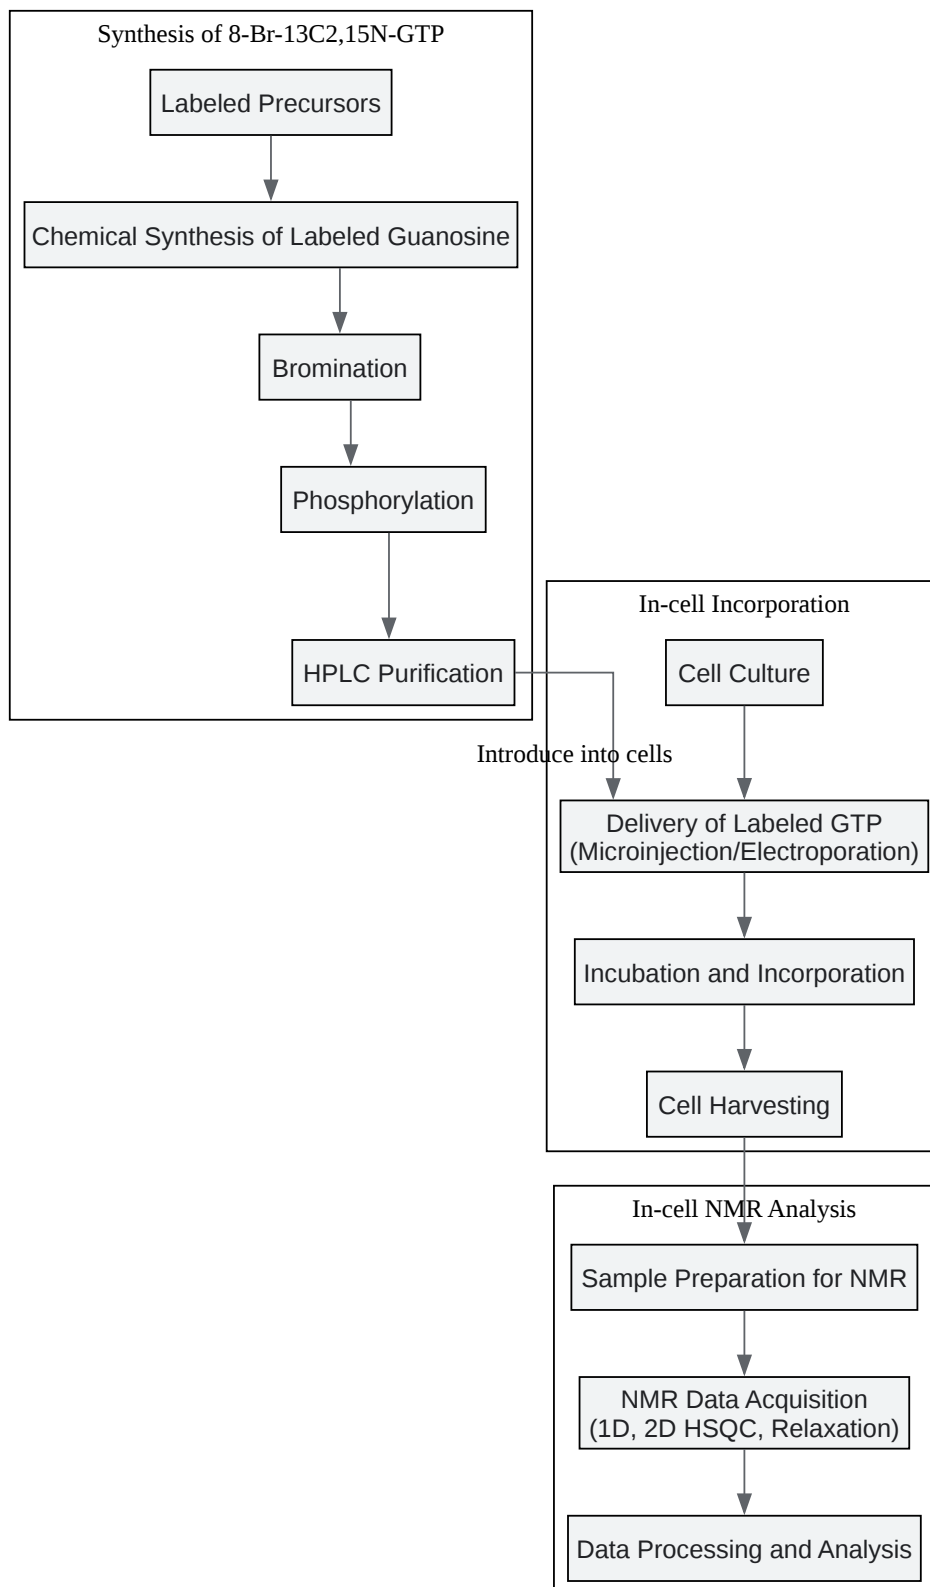 Synthesis of 8-Br-13C2,15N-GTP
Labeled Precursors
Chemical Synthesis of Labeled Guanosine
Bromination
Phosphorylation
HPLC Purification
In-cell Incorporation
Cell Culture
Introduce into cells
Delivery of Labeled GTP
(Microinjection/Electroporation)
Incubation and Incorporation
Cell Harvesting
In-cell NMR Analysis
Sample Preparation for NMR
NMR Data Acquisition
(1D, 2D HSQC, Relaxation)
Data Processing and Analysis